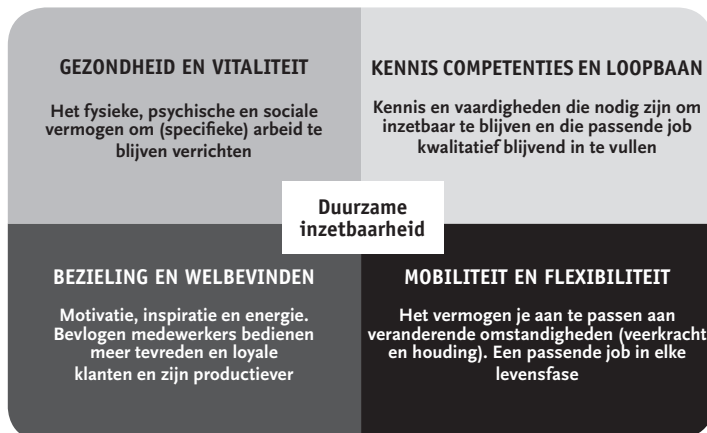 GEZONDHEID EN VITALITEIT
Het fysieke, psychische en sociale
vermogen om (specifieke) arbeid te
blijven verrichten
KENNIS COMPETENTIES EN LOOPBAAN
Kennis en vaardigheden die nodig zijn om
inzetbaar te blijven en die passende job
kwalitatief blijvend in te vullen
Duurzame
inzetbaarheid
BEZIELING EN WELBEVINDEN
Motivatie, inspiratie en energie.
Bevlogen medewerkers bedienen
meer tevreden en loyale
klanten en zijn productiever
MOBILITEIT EN FLEXIBILITEIT
Het vermogen je aan te passen aan
veranderende omstandigheden (veerkracht
en houding). Een passende job in elke
levensfase